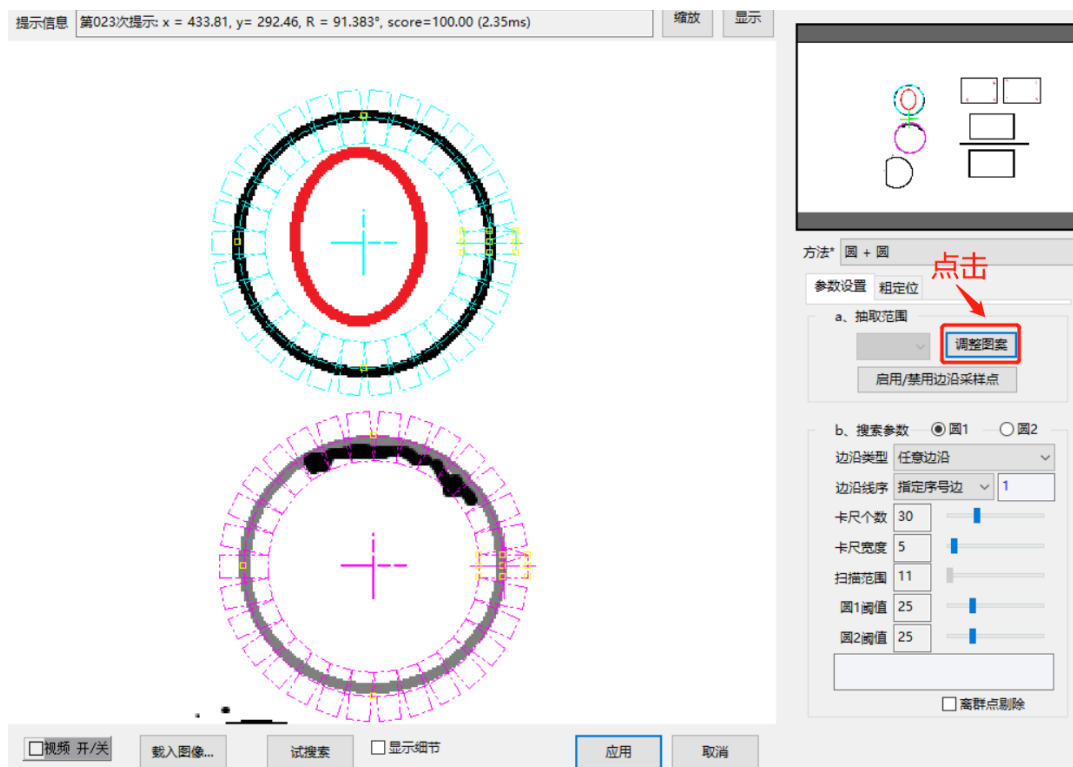 提示信息 第023次提示: x = 433.81, y= 292.46, R = 91.383°, score=100.00 (2.35ms) 缩放 显示
方法* 圆 + 圆
点击
参数设置 粗定位
a、抽取范围
调整图案
启用/禁用边沿采样点
b、搜索参数 圆1 圆2
边沿类型 任意边沿
边沿线序 指定序号边 1
卡尺个数 30
卡尺宽度 5
扫描范围 11
圆1阈值 25
圆2阈值 25
离群点剔除
视频 开/关 载入图像... 试搜索 显示细节 应用 取消